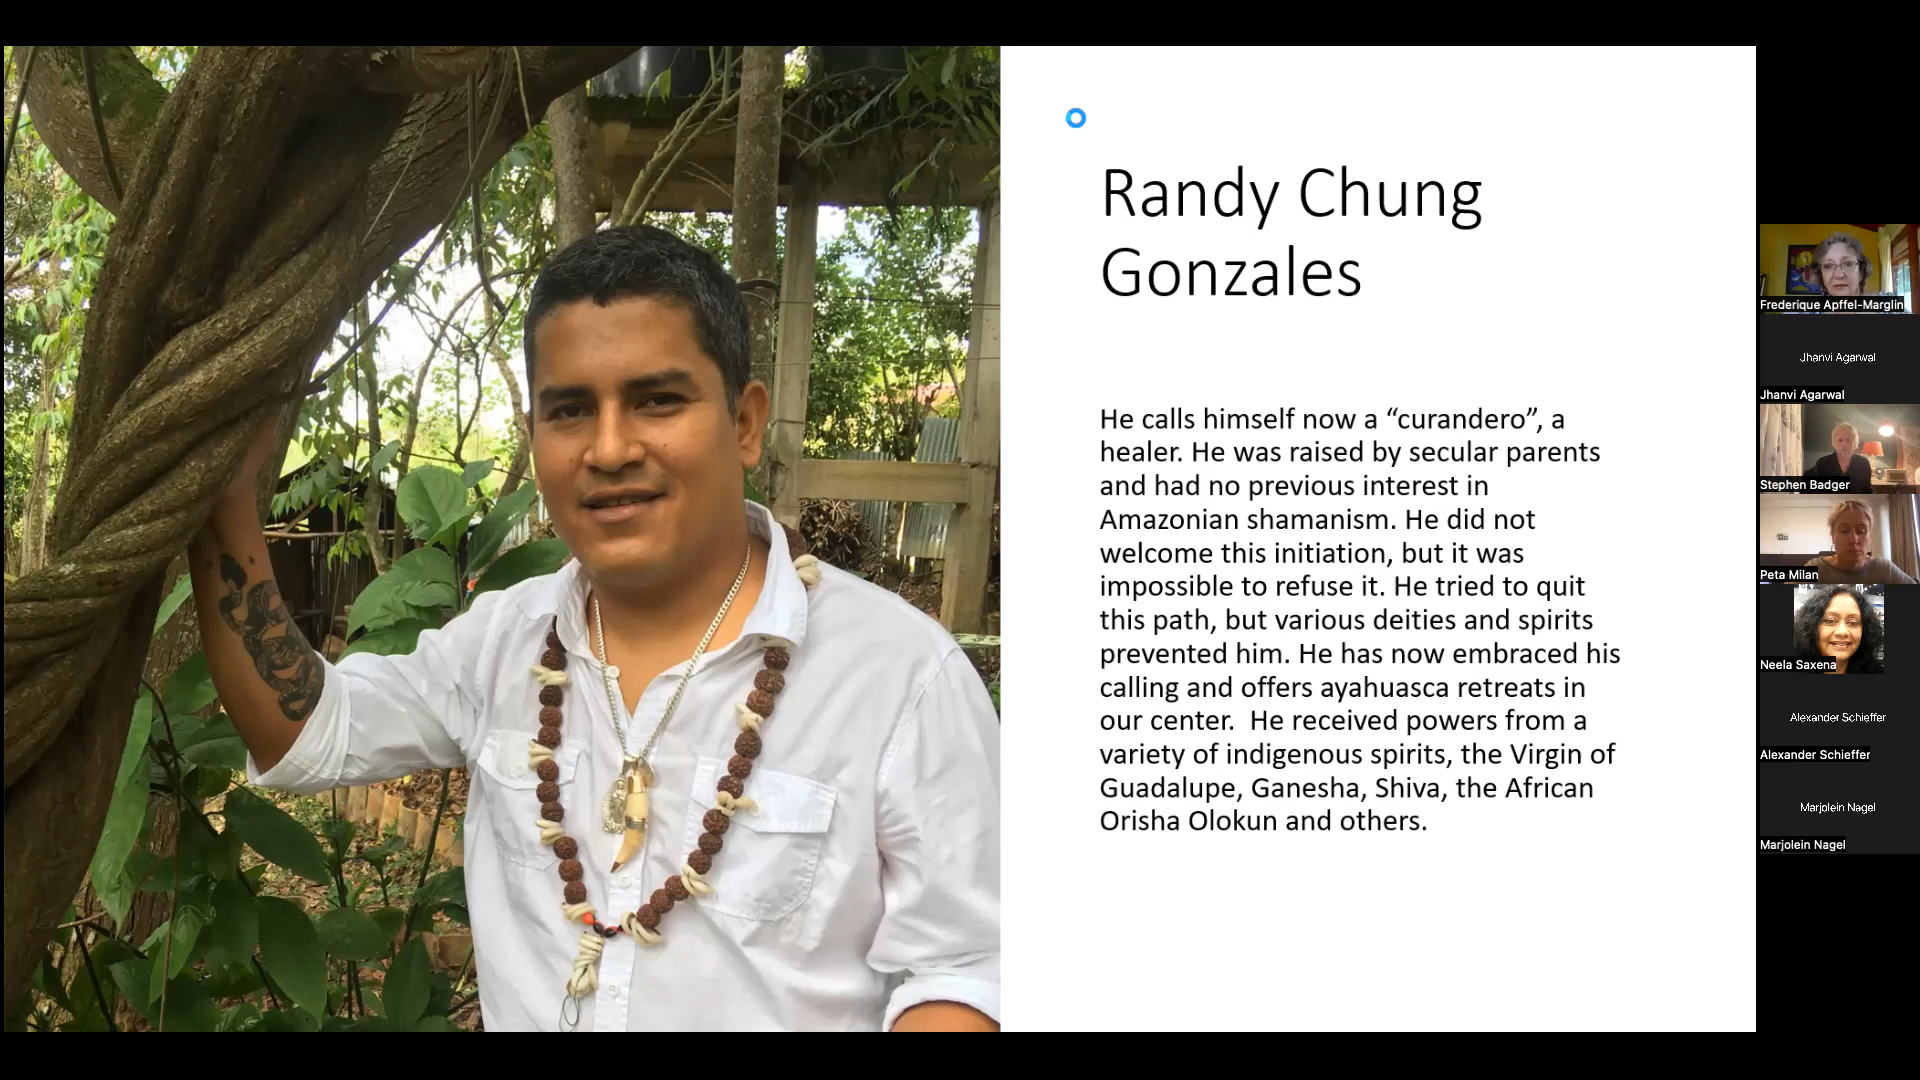 Randy Chung
Gonzales
He calls himself now a “curandero”, a
healer. He was raised by secular parents
and had no previous interest in
Amazonian shamanism. He did not
welcome this initiation, but it was
impossible to refuse it. He tried to quit
this path, but various deities and spirits
prevented him. He has now embraced his
calling and offers ayahuasca retreats in
our center.  He received powers from a
variety of indigenous spirits, the Virgin of
Guadalupe, Ganesha, Shiva, the African
Orisha Olokun and others.
Frederique Apffel-Marglin
Jhanvi Agarwal
Jhanvi Agarwal
Stephen Badger
Peta Milan
Neela Saxena
Alexander Schieffer
Alexander Schieffer
Marjolein Nagel
Marjolein Nagel